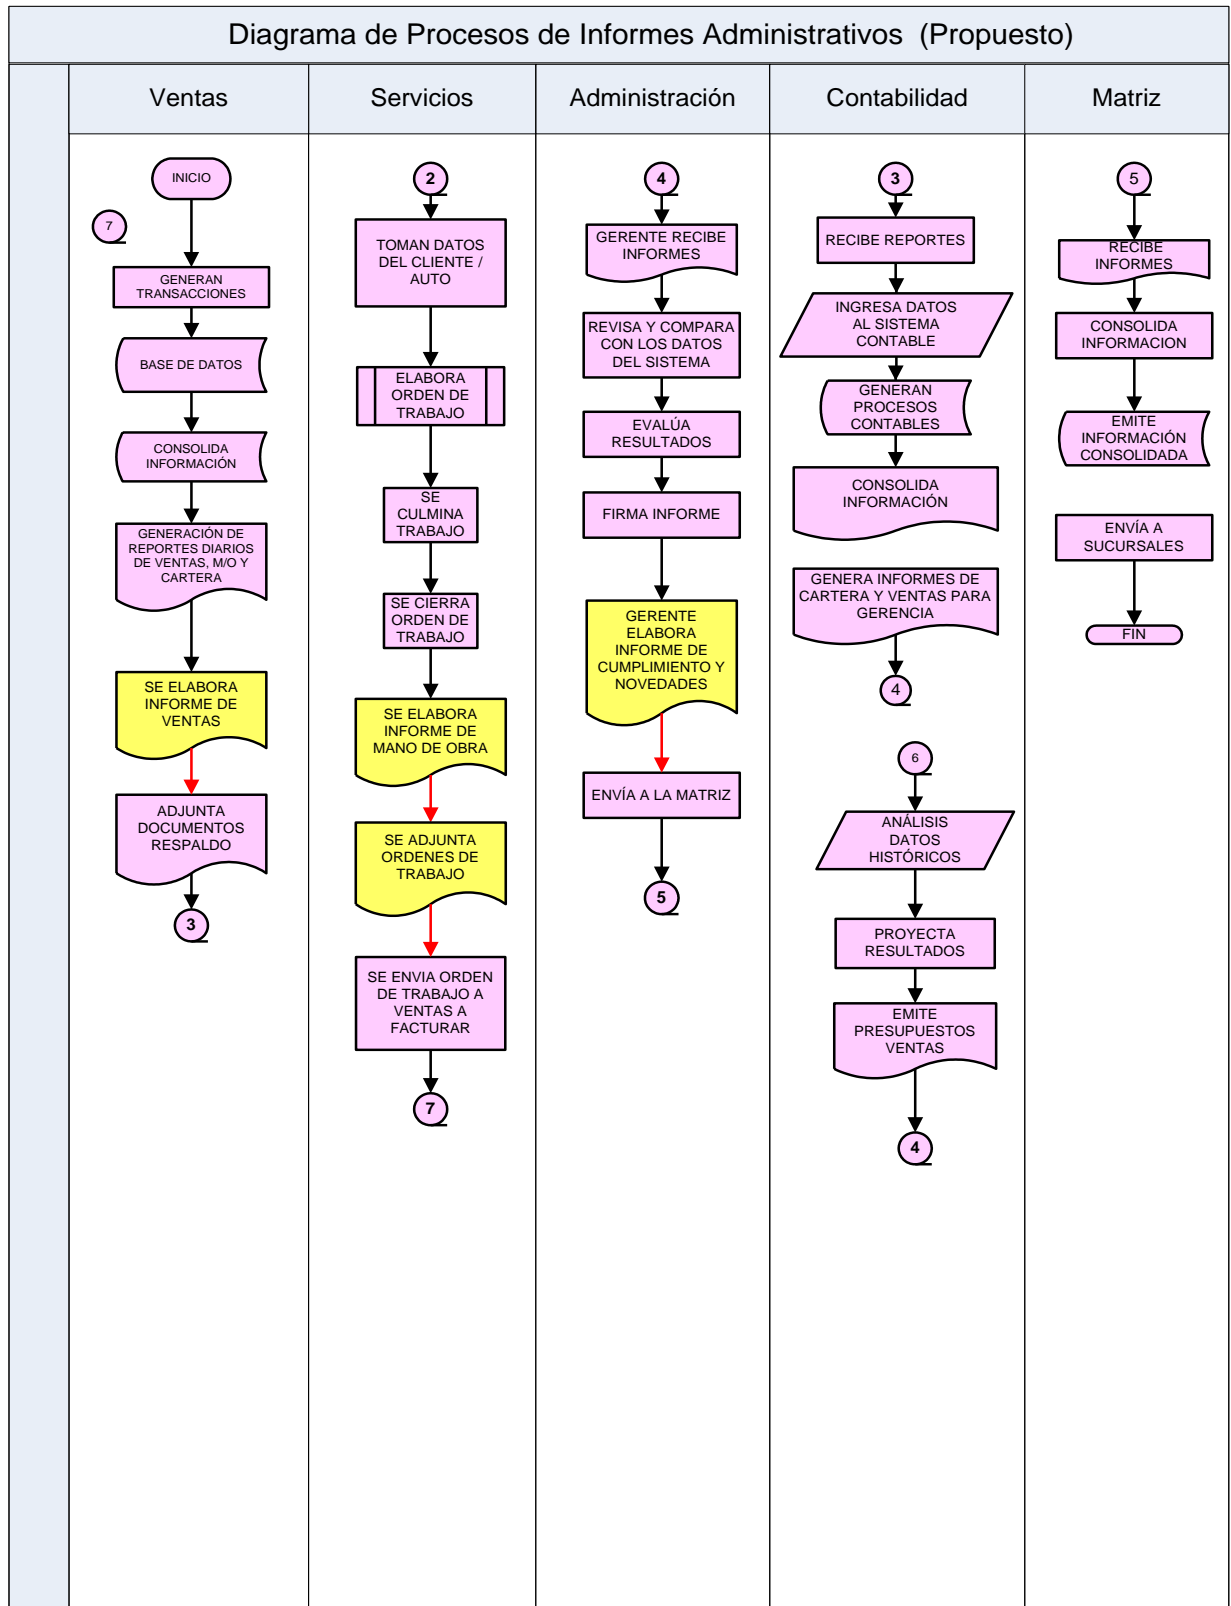 Diagrama de Procesos de Informes Administrativos  (Propuesto)
Ventas
Servicios
Administración
Contabilidad
Matriz
INICIO
7
GENERAN
TRANSACCIONES
BASE DE DATOS
CONSOLIDA
INFORMACIÓN
GENERACIÓN DE
REPORTES DIARIOS
DE VENTAS, M/O Y
CARTERA
SE ELABORA
INFORME DE
VENTAS
ADJUNTA
DOCUMENTOS
RESPALDO
3
2
TOMAN DATOS
DEL CLIENTE /
AUTO
ELABORA
ORDEN DE
TRABAJO
SE
CULMINA
TRABAJO
SE CIERRA
ORDEN DE
TRABAJO
SE ELABORA
INFORME DE
MANO DE OBRA
SE ADJUNTA
ORDENES DE
TRABAJO
SE ENVIA ORDEN
DE TRABAJO A
VENTAS A
FACTURAR
7
4
GERENTE RECIBE
INFORMES
REVISA Y COMPARA
CON LOS DATOS
DEL SISTEMA
EVALÚA
RESULTADOS
FIRMA INFORME
GERENTE
ELABORA
INFORME DE
CUMPLIMIENTO Y
NOVEDADES
ENVÍA A LA MATRIZ
5
3
RECIBE REPORTES
INGRESA DATOS
AL SISTEMA
CONTABLE
GENERAN
PROCESOS
CONTABLES
CONSOLIDA
INFORMACIÓN
GENERA INFORMES DE
CARTERA Y VENTAS PARA
GERENCIA
4
6
ANÁLISIS
DATOS
HISTÓRICOS
PROYECTA
RESULTADOS
EMITE
PRESUPUESTOS
VENTAS
4
5
RECIBE
INFORMES
CONSOLIDA
INFORMACION
EMITE
INFORMACIÓN
CONSOLIDADA
ENVÍA A
SUCURSALES
FIN